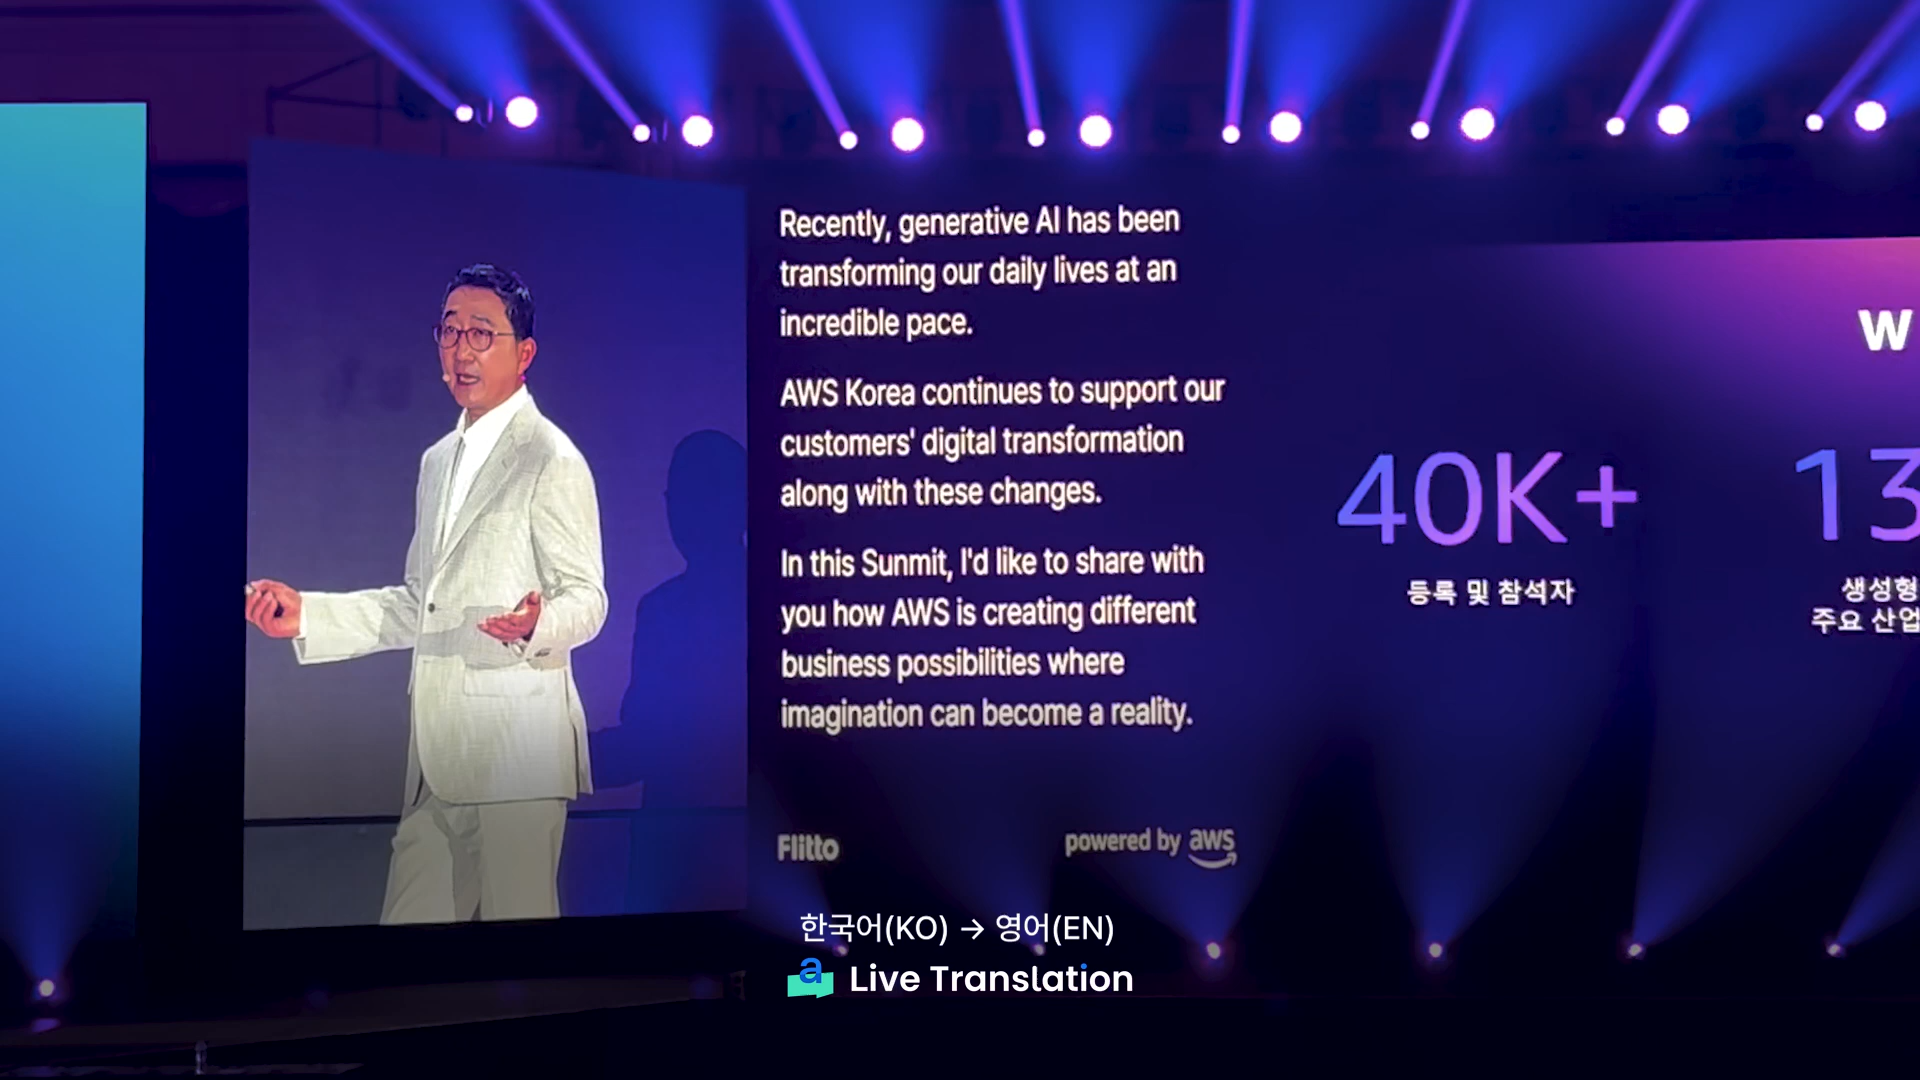 Recently, generative AI has been
transforming our daily lives at an
incredible pace.
AWS Korea continues to support our
customers' digital transformation
along with these changes.
In this Sunmit, I'd like to share with
you how AWS is creating different
business possibilities where
imagination can become a reality.
Flitto
powered by aws
W
40K+
등록 및 참석자
13
생성형
주요 산업
한국어(KO) → 영어(EN)
a
Live Translation